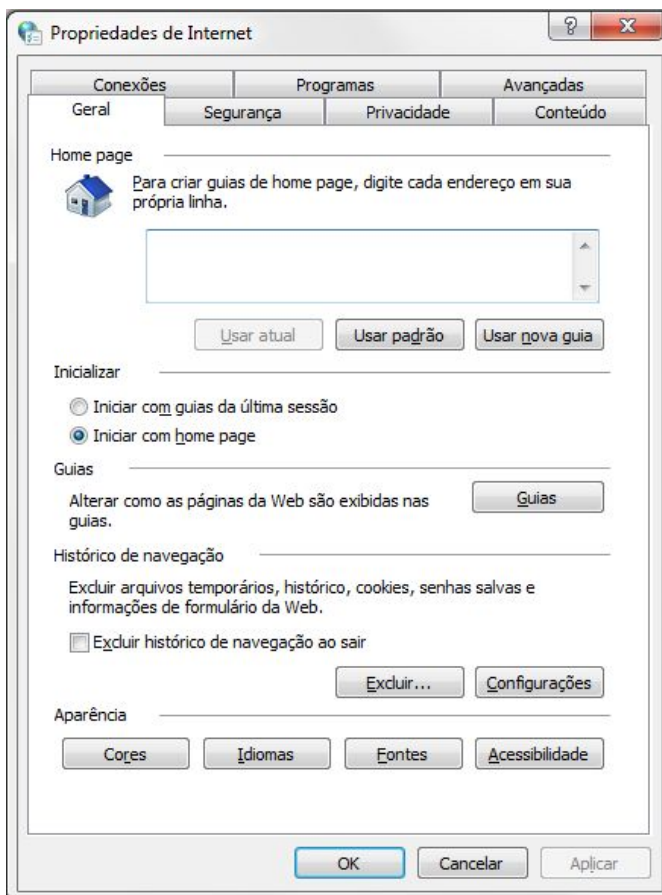 Propriedades de Internet
Conexões Programas Avançadas
Geral Segurança Privacidade Conteúdo
Home page
Para criar guias de home page, digite cada endereço em sua
própria linha.
Usar atual Usar padrão Usar nova guia
Inicializar
Iniciar com guias da última sessão
Iniciar com home page
Guias
Alterar como as páginas da Web são exibidas nas
guias.
Guias
Histórico de navegação
Excluir arquivos temporários, histórico, cookies, senhas salvas e
informações de formulário da Web.
Excluir histórico de navegação ao sair
Excluir... Configurações
Aparência
Cores Idiomas Fontes Acessibilidade
OK Cancelar Aplicar